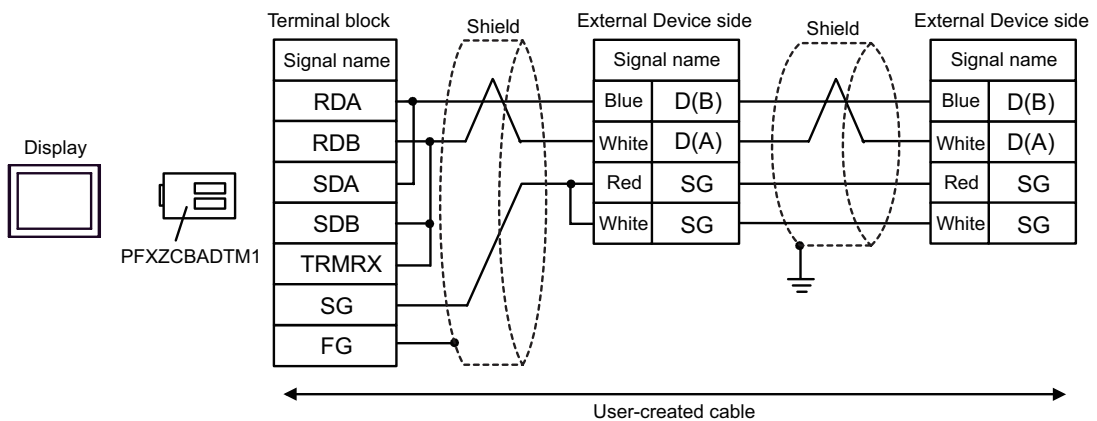 Display
PFXZCBADTM1
Terminal block
Signal name
RDA
RDB
SDA
SDB
TRMRX
SG
FG
Shield
External Device side
Signal name
Blue D(B)
White D(A)
Red SG
White SG
Shield
External Device side
Signal name
Blue D(B)
White D(A)
Red SG
White SG
User-created cable